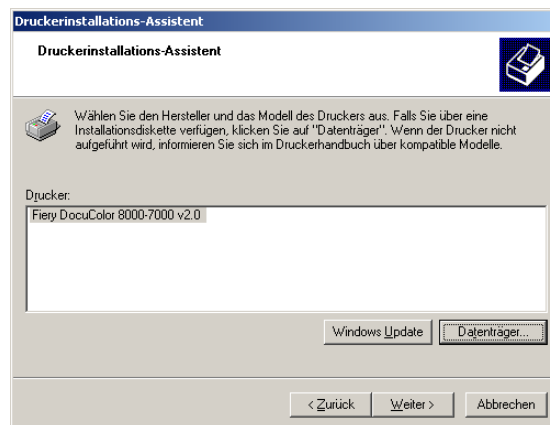 Druckerinstallations-Assistent
Druckerinstallations-Assistent
Wählen Sie den Hersteller und das Modell des Druckers aus. Falls Sie über eine
Installationsdiskette verfügen, klicken Sie auf "Datenträger". Wenn der Drucker nicht
aufgeführt wird, informieren Sie sich im Druckerhandbuch über kompatible Modelle.
Drucker:
Fiery DocuColor 8000-7000 v2.0
Windows Update
Datenträger...
< Zurück
Weiter >
Abbrechen